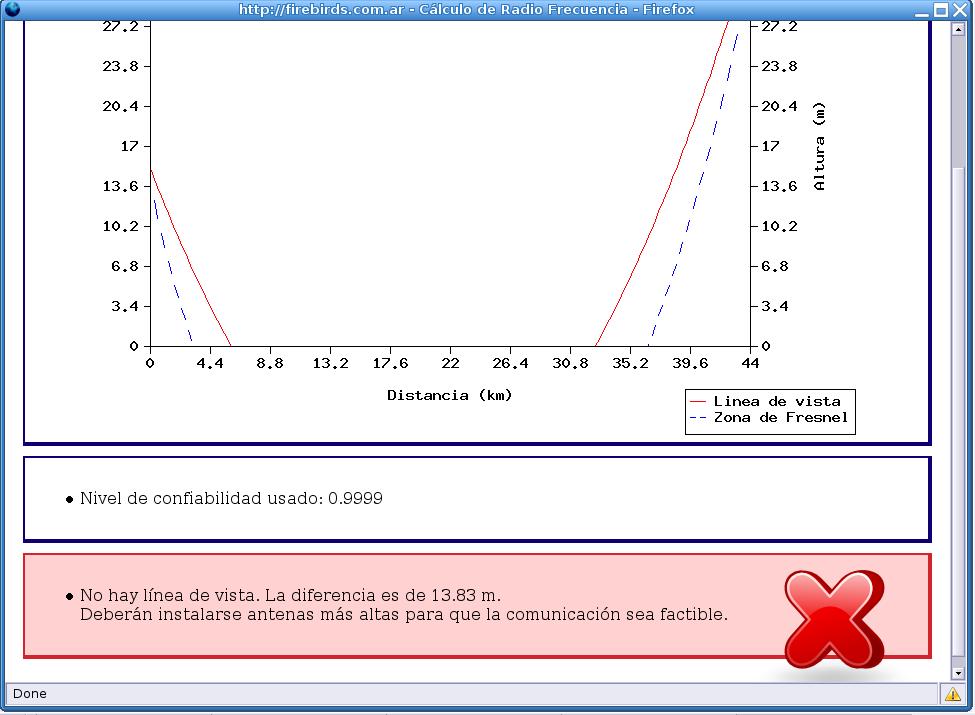 http://firebirds.com.ar - Cálculo de Radio Frecuencia - Firefox
27.2 27.2
23.8 23.8
20.4 20.4
17 17
13.6 13.6
10.2 10.2
6.8 6.8
3.4 3.4
0 0
Altura (m)
0 4.4 8.8 13.2 17.6 22 26.4 30.8 35.2 39.6 44
Distancia (km)
Linea de vista
Zona de Fresnel
Nivel de confiabilidad usado: 0.9999
No hay línea de vista. La diferencia es de 13.83 m.
Deberán instalarse antenas más altas para que la comunicación sea factible.
Done